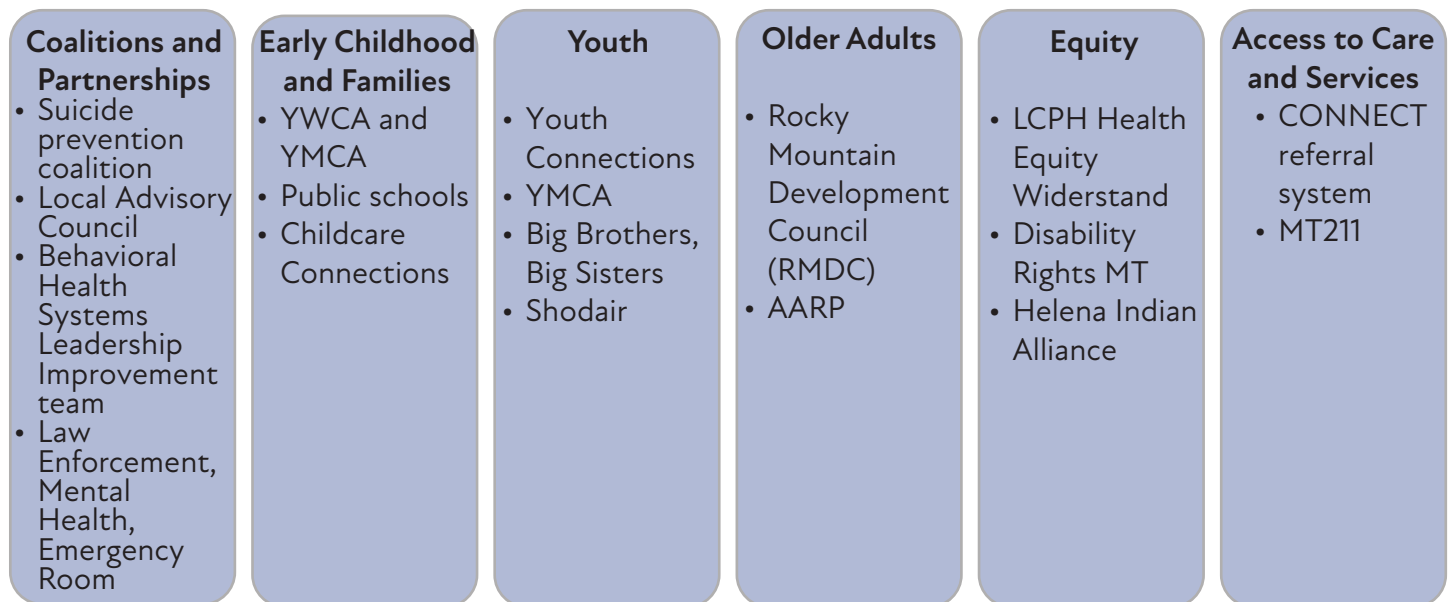 Coalitions and
Partnerships
• Suicide
prevention
coalition
• Local Advisory
Council
• Behavioral
Health
Systems
Leadership
Improvement
team
• Law
Enforcement,
Mental
Health,
Emergency
Room
Early Childhood
and Families
• YWCA and
YMCA
• Public schools
• Childcare
Connections
Youth
• Youth
Connections
• YMCA
• Big Brothers,
Big Sisters
• Shodair
Older Adults
• Rocky
Mountain
Development
Council
(RMDC)
• AARP
Equity
• LCPH Health
Equity
Widerstand
• Disability
Rights MT
• Helena Indian
Alliance
Access to Care
and Services
• CONNECT
referral
system
• MT211